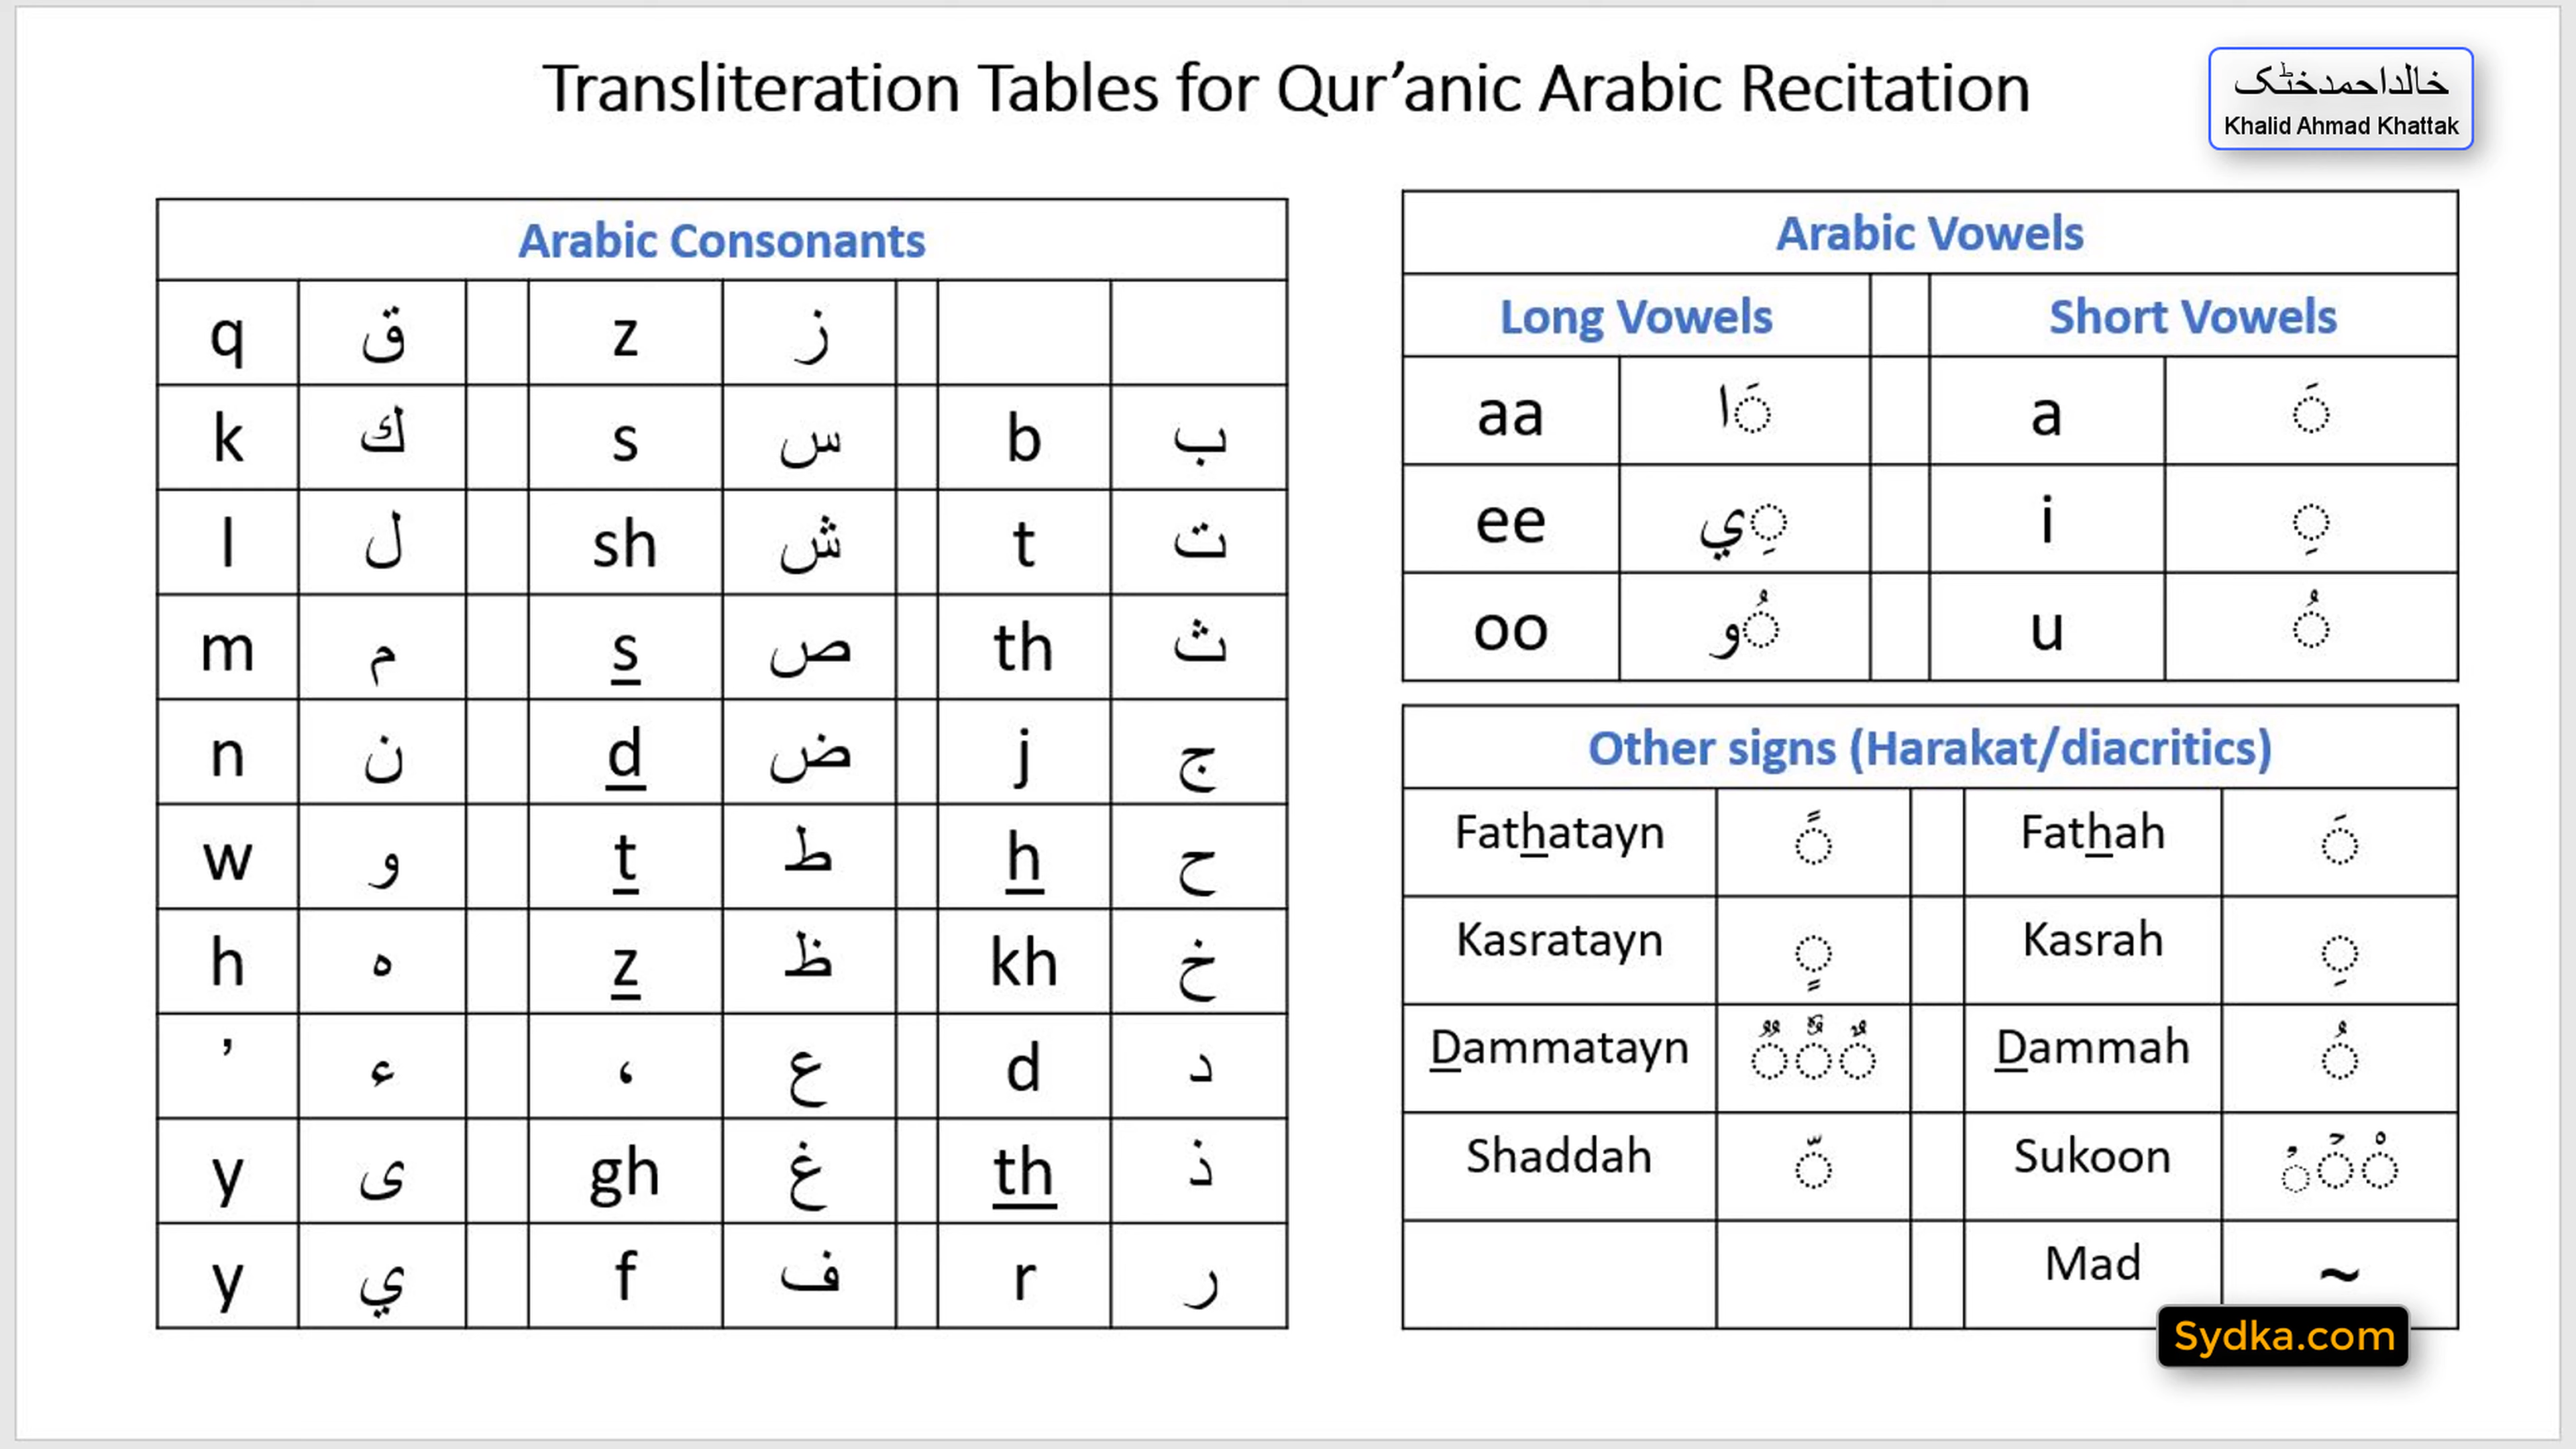 Transliteration Tables for Qur’anic Arabic Recitation
خالداحمدخٹک
Khalid Ahmad Khattak
Arabic Consonants
q ق z ز
k ك s س b ب
l ل sh ش t ت
m م s ص th ث
n ن d ض j ج
w و t ط h ح
h ه z ظ kh خ
’ ء ، ع d د
y ى gh غ th ذ
y ي f ف r ر
Arabic Vowels
Long Vowels Short Vowels
aa ◌َا a ◌َ
ee ◌ِي i ◌ِ
oo ◌ُو u ◌ُ
Other signs (Harakat/diacritics)
Fathatayn ◌ً Fathah ◌َ
Kasratayn ◌ٍ Kasrah ◌ِ
Dammatayn Dammah ◌ُ
Shaddah ◌ّ Sukoon
Mad ~
Sydka.com